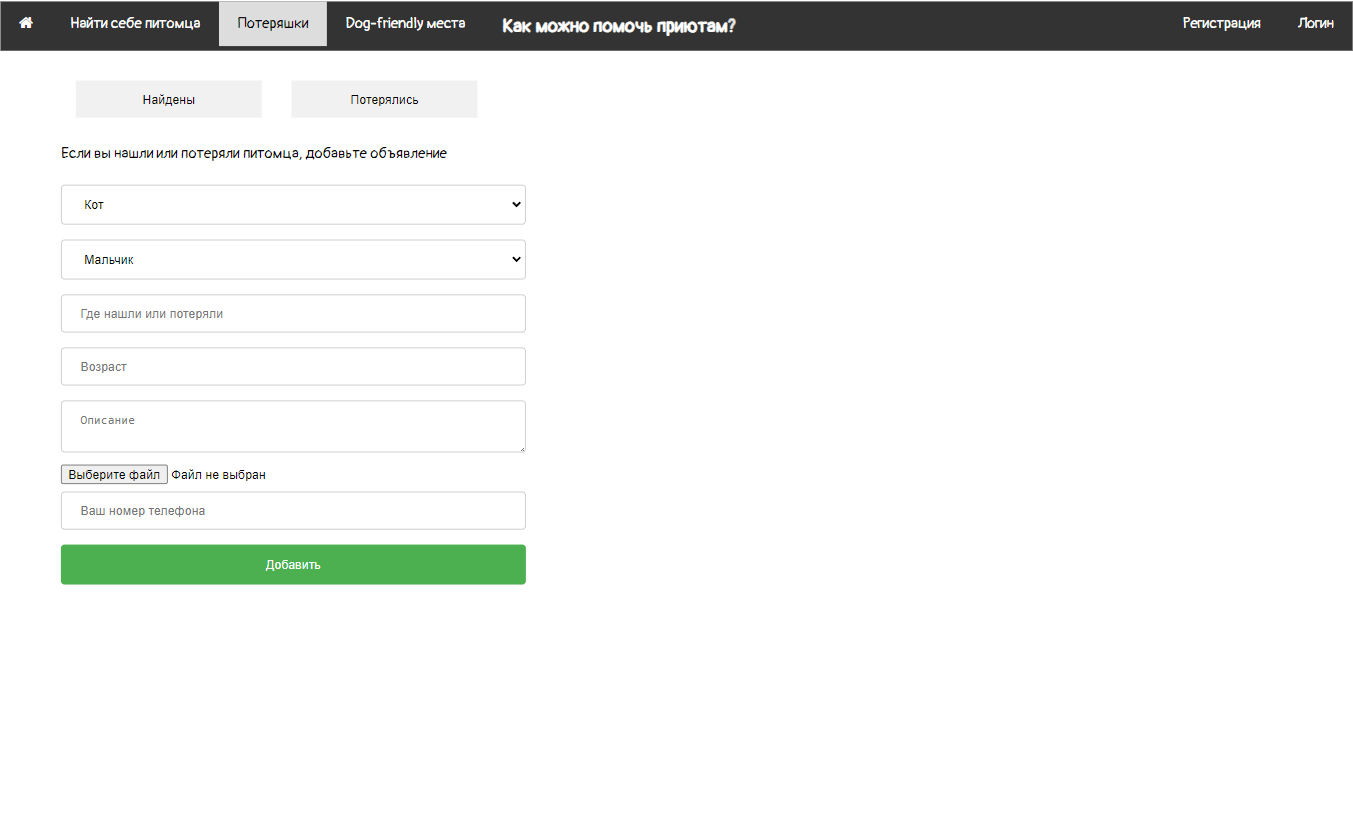 Найти себе питомца Потеряшки Dog-friendly места Как можно помочь приютам? Регистрация Логин
Найдены Потерялись
Если вы нашли или потеряли питомца, добавьте объявление
Кот
Мальчик
Где нашли или потеряли
Возраст
Описание
Выберите файл Файл не выбран
Ваш номер телефона
Добавить